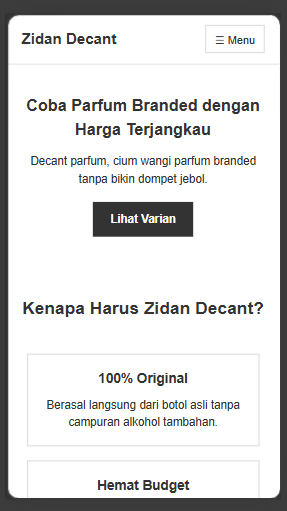 Zidan Decant
☰ Menu
Coba Parfum Branded dengan
Harga Terjangkau
Decant parfum, cium wangi parfum branded
tanpa bikin dompet jebol.
Lihat Varian
Kenapa Harus Zidan Decant?
100% Original
Berasal langsung dari botol asli tanpa
campuran alkohol tambahan.
Hemat Budget